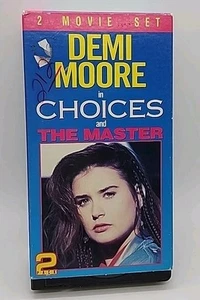 2 MOVIE SET
DEMI
MOORE
in
CHOICES
and
THE MASTER
2